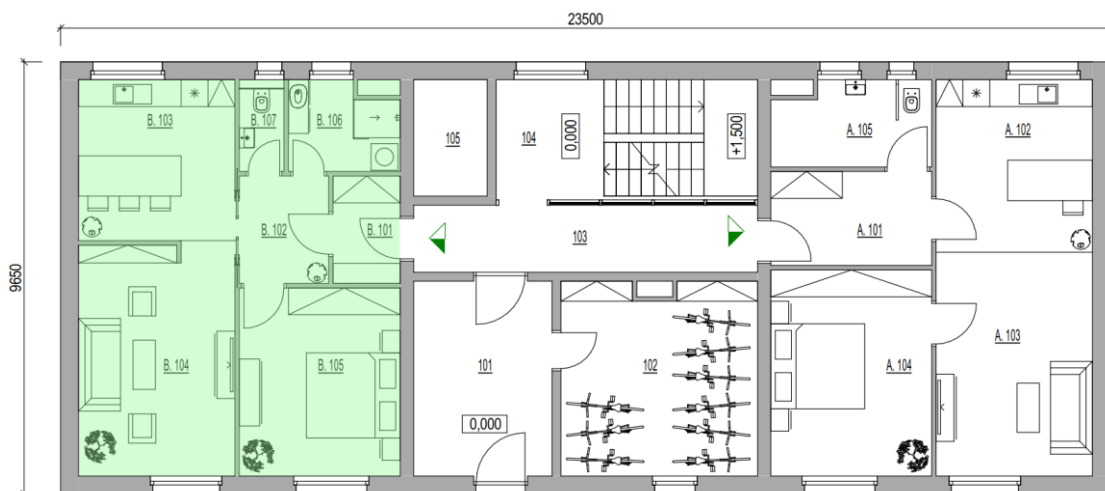 23500
9650
B. 103
B. 107
B. 106
105
104
0,000
+1,500
A. 105
A. 102
B. 102
B. 101
103
A. 101
B. 104
B. 105
101
102
A. 104
A. 103
0,000